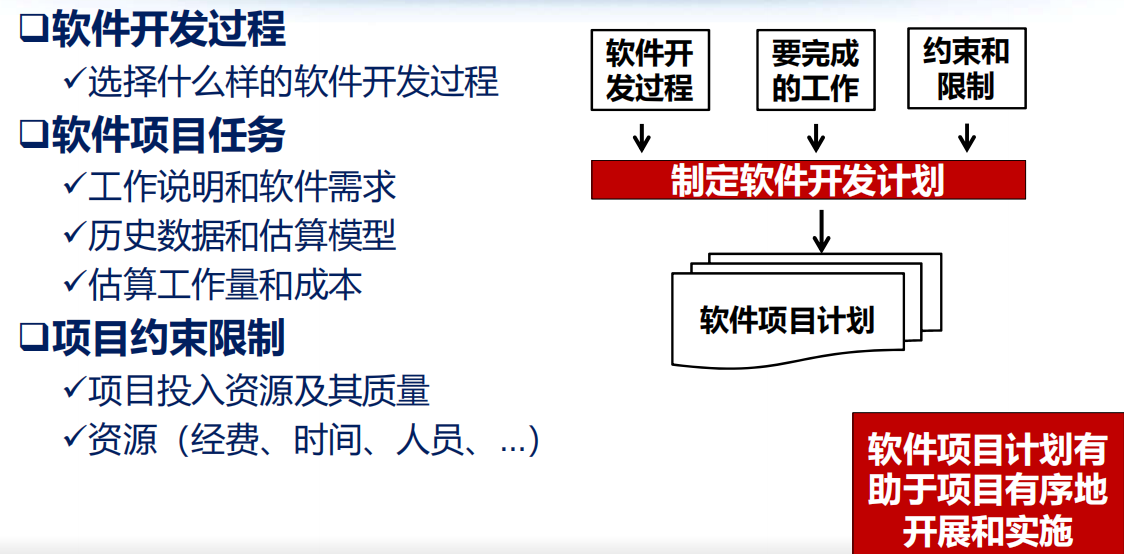 ❑软件开发过程
✓选择什么样的软件开发过程
❑软件项目任务
✓工作说明和软件需求
✓历史数据和估算模型
✓估算工作量和成本
❑项目约束限制
✓项目投入资源及其质量
✓资源（经费、时间、人员、...）
软件开
发过程
要完成
的工作
约束和
限制
制定软件开发计划
软件项目计划
软件项目计划有
助于项目有序地
开展和实施